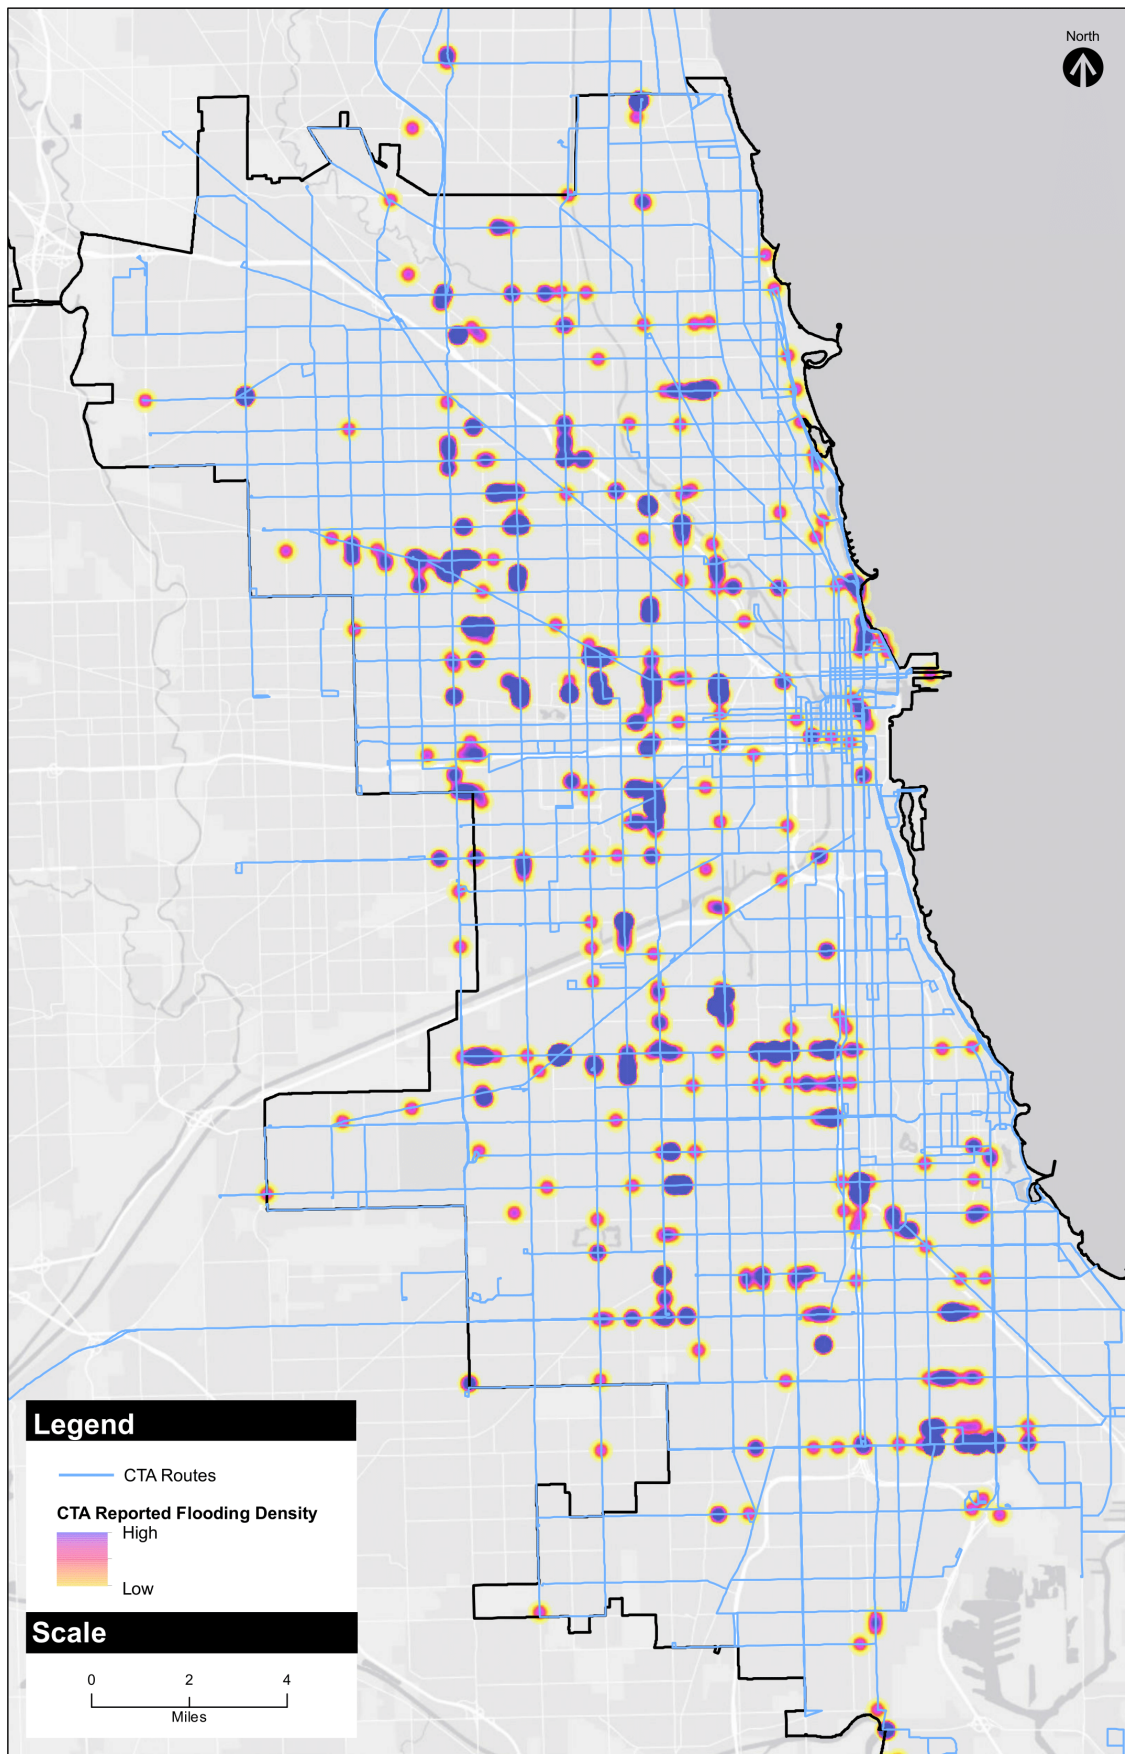 North
Legend
CTA Routes
CTA Reported Flooding Density
High
Low
Scale
0 2 4
Miles